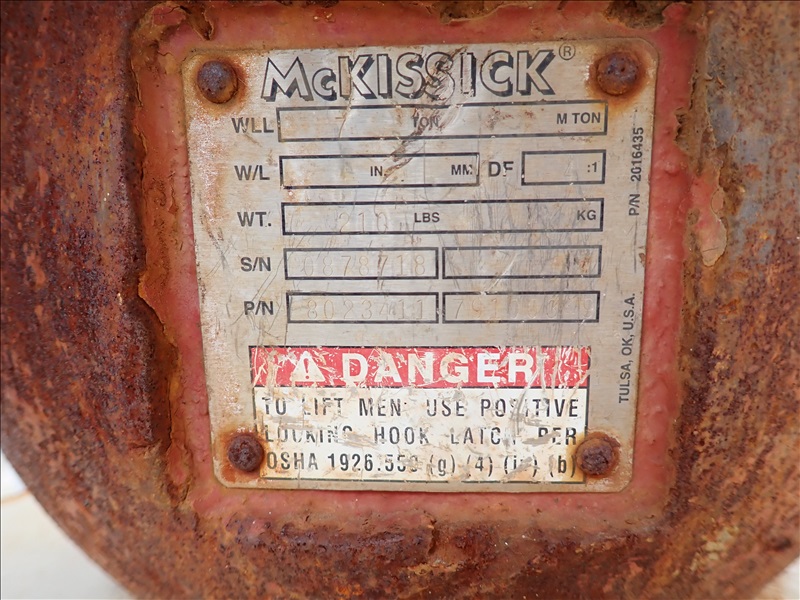 McKISSICK®
WLL TON M TON
W/L IN. MM DF :1
WT. 210 LBS KG
S/N
P/N
DANGER
TO LIFT MEN USE POSITIVE
LOCKING HOOK LATCH PER
OSHA 1926.550 (g) (4) (iv) (b)
TULSA, OK, U.S.A. P/N 2016435